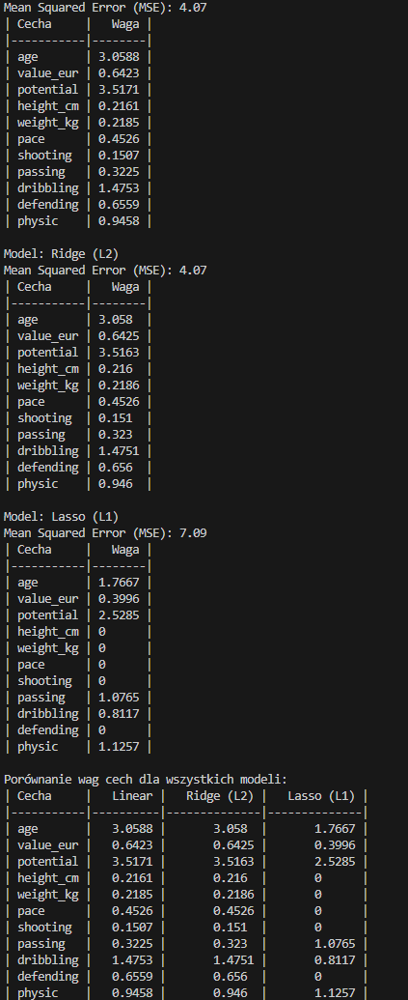 Mean Squared Error (MSE): 4.07
| Cecha     |   Waga |
|-----------|--------|
| age       | 3.0588 |
| value_eur | 0.6423 |
| potential | 3.5171 |
| height_cm | 0.2161 |
| weight_kg | 0.2185 |
| pace      | 0.4526 |
| shooting  | 0.1507 |
| passing   | 0.3225 |
| dribbling | 1.4753 |
| defending | 0.6559 |
| physic    | 0.9458 |

Model: Ridge (L2)
Mean Squared Error (MSE): 4.07
| Cecha     |   Waga |
|-----------|--------|
| age       | 3.058  |
| value_eur | 0.6425 |
| potential | 3.5163 |
| height_cm | 0.216  |
| weight_kg | 0.2186 |
| pace      | 0.4526 |
| shooting  | 0.151  |
| passing   | 0.323  |
| dribbling | 1.4751 |
| defending | 0.656  |
| physic    | 0.946  |

Model: Lasso (L1)
Mean Squared Error (MSE): 7.09
| Cecha     |   Waga |
|-----------|--------|
| age       | 1.7667 |
| value_eur | 0.3996 |
| potential | 2.5285 |
| height_cm | 0      |
| weight_kg | 0      |
| pace      | 0      |
| shooting  | 0      |
| passing   | 1.0765 |
| dribbling | 0.8117 |
| defending | 0      |
| physic    | 1.1257 |

Porównanie wag cech dla wszystkich modeli:
| Cecha     |   Linear |   Ridge (L2) |   Lasso (L1) |
|-----------|----------|--------------|--------------|
| age       |   3.0588 |       3.058  |       1.7667 |
| value_eur |   0.6423 |       0.6425 |       0.3996 |
| potential |   3.5171 |       3.5163 |       2.5285 |
| height_cm |   0.2161 |       0.216  |       0      |
| weight_kg |   0.2185 |       0.2186 |       0      |
| pace      |   0.4526 |       0.4526 |       0      |
| shooting  |   0.1507 |       0.151  |       0      |
| passing   |   0.3225 |       0.323  |       1.0765 |
| dribbling |   1.4753 |       1.4751 |       0.8117 |
| defending |   0.6559 |       0.656  |       0      |
| physic    |   0.9458 |       0.946  |       1.1257 |